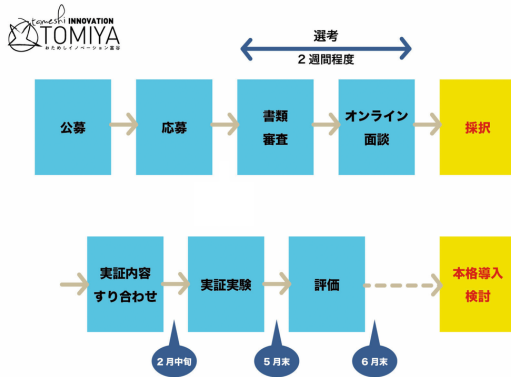 tameshi INNOVATION
TOMIYA
おためしイノベーション富谷
選考
2週間程度
公募
応募
書類
審査
オンライン
面談
採択
実証内容
すり合わせ
実証実験
評価
本格導入
検討
2月中旬
5月末
6月末